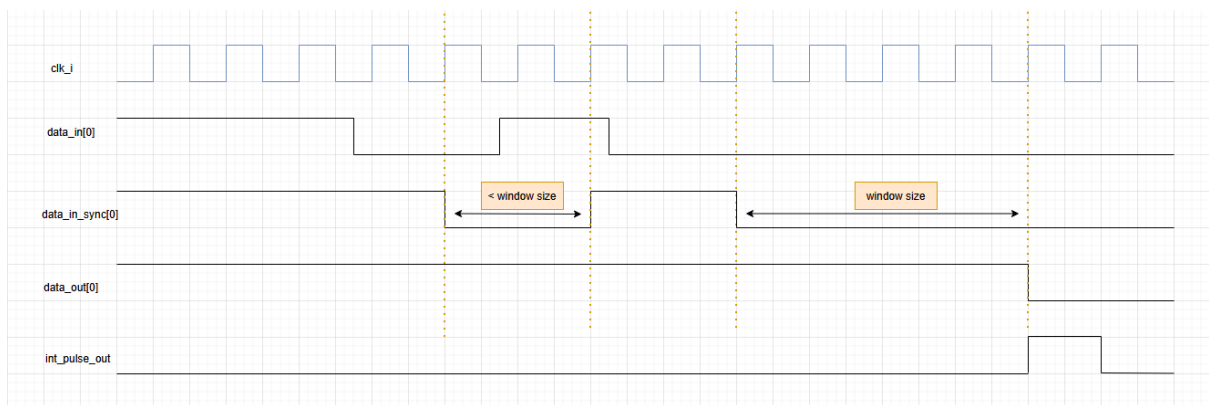 clk_i
data_in[0]
data_in_sync[0]
< window size
window size
data_out[0]
int_pulse_out